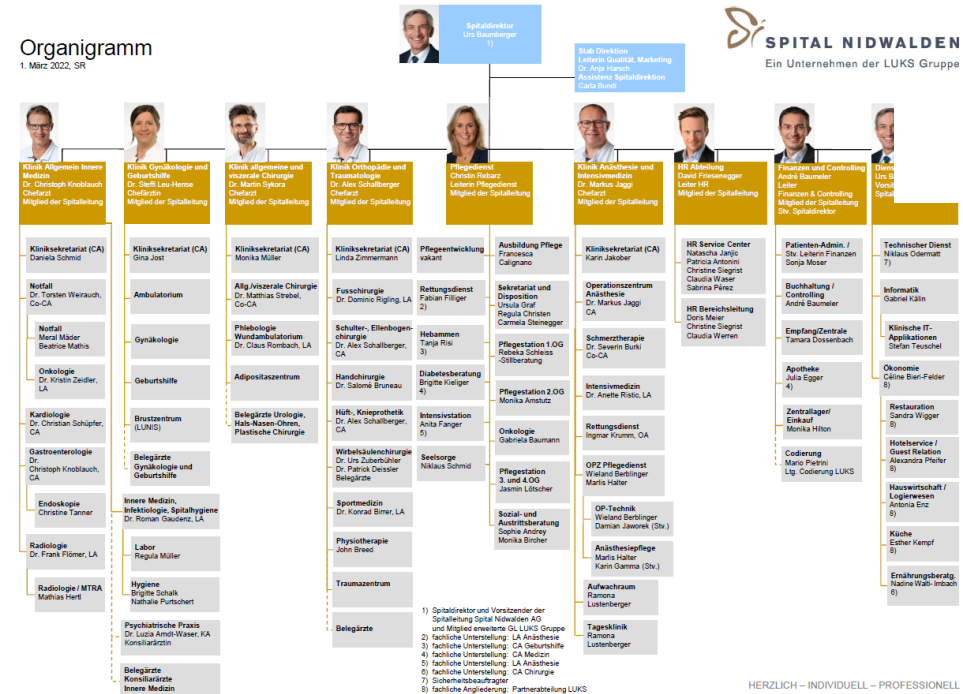 Organigramm
1. März 2022, SR
Spitaldirektor
Urs Baumberger
1)
Stab Direktion
Leiterin Qualität, Marketing
Dr. Anja Harsch
Assistenz Spitaldirektion
Carla Bundi
SPITAL NIDWALDEN
Ein Unternehmen der LUKS Gruppe
Klinik Allgemein Innere
Medizin
Dr. Christoph Knoblauch
Chefarzt
Mitglied der Spitalleitung
Kliniksekretariat (CA)
Daniela Schmid
Notfall
Dr. Torsten Weirauch,
Co-CA
Notfall
Meral Mäder
Beatrice Mathis
Onkologie
Dr. Kristin Zeidler,
LA
Kardiologie
Dr. Christian Schüpfer,
CA
Gastroenterologie
Dr.
Christoph Knoblauch,
CA
Endoskopie
Christine Tanner
Radiologie
Dr. Frank Flömer, LA
Radiologie / MTRA
Mathias Hertl
Klinik Gynäkologie und
Geburtshilfe
Dr. Steffi Leu-Hense
Chefärztin
Mitglied der Spitalleitung
Kliniksekretariat (CA)
Gina Jost
Ambulatorium
Gynäkologie
Geburtshilfe
Brustzentrum
(LUNIS)
Belegärzte
Gynäkologie und
Geburtshilfe
Innere Medizin,
Infektiologie, Spitalhygiene
Dr. Roman Gaudenz, LA
Labor
Regula Müller
Hygiene
Brigitte Schalk
Nathalie Purtschert
Psychiatrische Praxis
Dr. Luzia Arndt-Waser, KA
Konsiliarärztin
Belegärzte
Konsiliarärzte
Innere Medizin
Klinik allgemeine und
viszerale Chirurgie
Dr. Martin Sykora
Chefarzt
Mitglied der Spitalleitung
Kliniksekretariat (CA)
Monika Müller
Allg./viszerale Chirurgie
Dr. Matthias Strebel,
Co-CA
Phlebologie
Wundambulatorium
Dr. Claus Rombach, LA
Adipositaszentrum
Belegärzte Urologie,
Hals-Nasen-Ohren,
Plastische Chirurgie
Klinik Orthopädie und
Traumatologie
Dr. Alex Schallberger
Chefarzt
Mitglied der Spitalleitung
Kliniksekretariat (CA)
Linda Zimmermann
Fusschirurgie
Dr. Dominic Rigling, LA
Schulter-, Ellenbogen-
chirurgie
Dr. Alex Schallberger,
CA
Handchirurgie
Dr. Salomé Bruneau
Hüft-, Knieprothetik
Dr. Alex Schallberger,
CA
Wirbelsäulenchirurgie
Dr. Urs Zuberbühler
Dr. Patrick Deissler
Belegärzte
Sportmedizin
Dr. Konrad Birrer, LA
Physiotherapie
John Breed
Traumazentrum
Belegärzte
Pflegedienst
Christin Rebarz
Leiterin Pflegedienst
Mitglied der Spitalleitung
Pflegeentwicklung
vakant
Rettungsdienst
Fabian Filliger
2)
Hebammen
Tanja Risi
3)
Diabetesberatung
Brigitte Kieliger
4)
Intensivstation
Anita Fanger
5)
Seelsorge
Niklaus Schmid
Ausbildung Pflege
Francesca
Calignano
Sekretariat und
Disposition
Ursula Graf
Regula Christen
Carmela Steinegger
Pflegestation 1.OG
Rebeka Schleiss
-Stillberatung
Pflegestation 2.OG
Monika Amstutz
Onkologie
Gabriela Baumann
Pflegestation
3. und 4.OG
Jasmin Lötscher
Sozial- und
Austrittsberatung
Sophie Andrey
Monika Bircher
Klinik Anästhesie und
Intensivmedizin
Dr. Markus Jaggi
Chefarzt
Mitglied der Spitalleitung
Kliniksekretariat (CA)
Karin Jakober
Operationszentrum
Anästhesie
Dr. Markus Jaggi
CA
Schmerztherapie
Dr. Severin Burki
Co-CA
Intensivmedizin
Dr. Anette Ristic, LA
Rettungsdienst
Ingmar Krumm, OA
OPZ Pflegedienst
Wieland Berblinger
Marlis Halter
OP-Technik
Wieland Berblinger
Damian Jaworek (Stv.)
Anästhesiepflege
Marlis Halter
Karin Gamma (Stv.)
Aufwachraum
Ramona
Lustenberger
Tagesklinik
Ramona
Lustenberger
HR Abteilung
David Friesenegger
Leiter HR
Mitglied der Spitalleitung
HR Service Center
Natascha Janjic
Patricia Antonini
Christine Siegrist
Claudia Waser
Sabrina Pérez
HR Bereichsleitung
Doris Meier
Christine Siegrist
Claudia Werren
Finanzen und Controlling
André Baumeler
Leiter
Finanzen & Controlling
Mitglied der Spitalleitung
Stv. Spitaldirektor
Patienten-Admin. /
Stv. Leiterin Finanzen
Sonja Moser
Buchhaltung /
Controlling
André Baumeler
Empfang/Zentrale
Tamara Dossenbach
Apotheke
Julia Egger
4)
Zentrallager/
Einkauf
Monika Hilton
Codierung
Mario Pietrini
Ltg. Codierung LUKS
Diens
Urs B
Vorsit
Spital
Technischer Dienst
Niklaus Odermatt
7)
Informatik
Gabriel Kälin
Klinische IT-
Applikationen
Stefan Teuschel
Ökonomie
Céline Bieri-Felder
8)
Restauration
Sandra Wigger
8)
Hotelservice /
Guest Relation
Alexandra Pfeifer
8)
Hauswirtschaft /
Logierwesen
Antonia Enz
8)
Küche
Esther Kempf
8)
Ernährungsberatg.
Nadine Walti- Imbach
6)
1) Spitaldirektor und Vorsitzender der
Spitalleitung Spital Nidwalden AG
und Mitglied erweiterte GL LUKS Gruppe
2) fachliche Unterstellung: LA Anästhesie
3) fachliche Unterstellung: CA Geburtshilfe
4) fachliche Unterstellung: CA Medizin
5) fachliche Unterstellung: LA Anästhesie
6) fachliche Unterstellung: CA Chirurgie
7) Sicherheitsbeauftragter
8) fachliche Angliederung: Partnerabteilung LUKS
HERZLICH – INDIVIDUELL – PROFESSIONELL